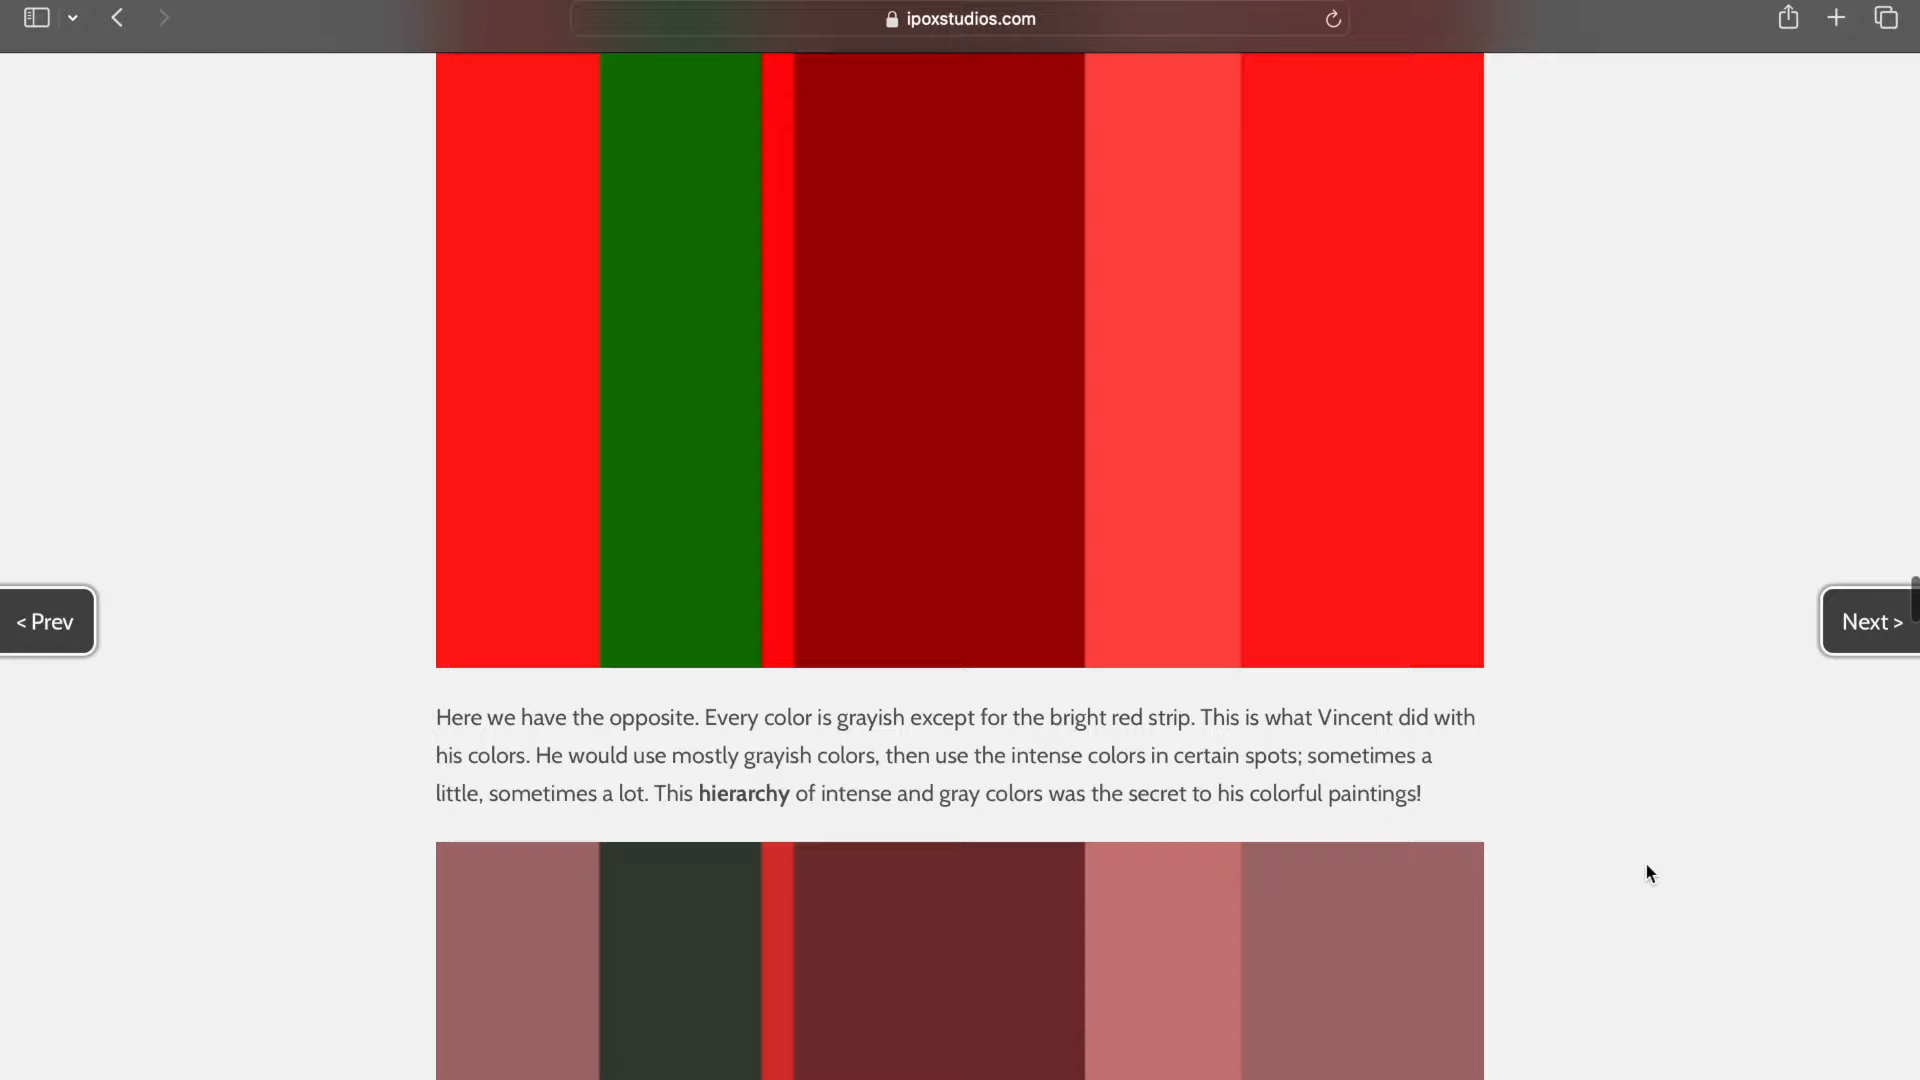 ipoxstudios.com
< Prev
Next >
Here we have the opposite. Every color is grayish except for the bright red strip. This is what Vincent did with
his colors. He would use mostly grayish colors, then use the intense colors in certain spots; sometimes a
little, sometimes a lot. This hierarchy of intense and gray colors was the secret to his colorful paintings!